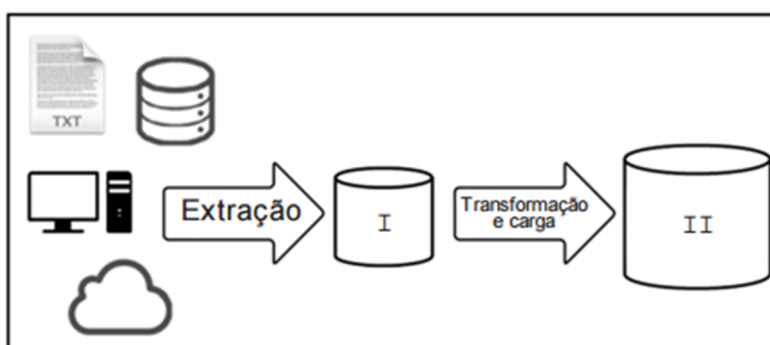 TXT
Extração
I
Transformação
e carga
II